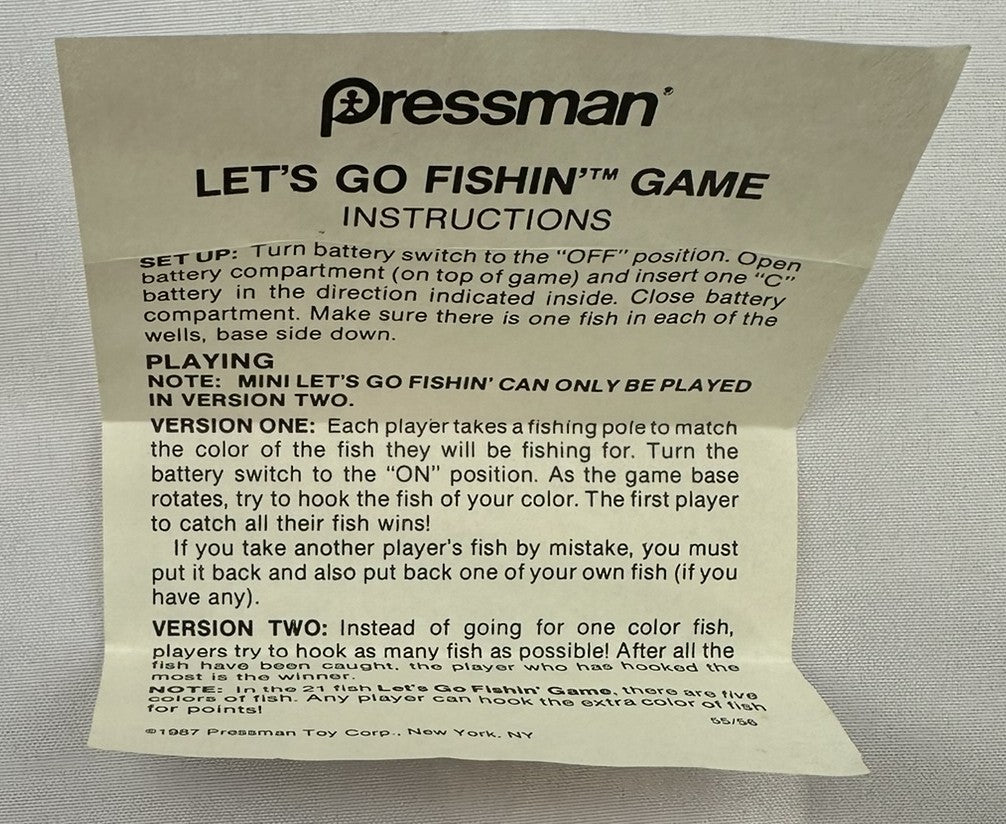 Pressman®
LET'S GO FISHIN'™ GAME
INSTRUCTIONS
SET UP: Turn battery switch to the "OFF" position. Open
battery compartment (on top of game) and insert one "C"
battery in the direction indicated inside. Close battery
compartment. Make sure there is one fish in each of the
wells, base side down.
PLAYING
NOTE: MINI LET'S GO FISHIN' CAN ONLY BE PLAYED
IN VERSION TWO.
VERSION ONE: Each player takes a fishing pole to match
the color of the fish they will be fishing for. Turn the
battery switch to the "ON" position. As the game base
rotates, try to hook the fish of your color. The first player
to catch all their fish wins!
If you take another player's fish by mistake, you must
put it back and also put back one of your own fish (if you
have any).
VERSION TWO: Instead of going for one color fish,
players try to hook as many fish as possible! After all the
fish have been caught, the player who has hooked the
most is the winner.
NOTE: In the 21 fish Let's Go Fishin' Game, there are five
colors of fish. Any player can hook the extra color of fish
for points!
55/56
©1987 Pressman Toy Corp., New York, NY